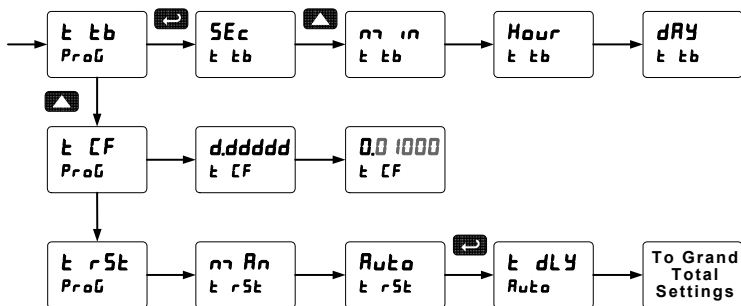 t tb
ProG
SEc
t tb
min
t tb
Hour
t tb
dAY
t tb
t CF
ProG
d.ddddd
t CF
0.01000
t CF
t rSt
ProG
mAn
t rSt
Auto
t rSt
t dLY
Auto
To Grand
Total
Settings